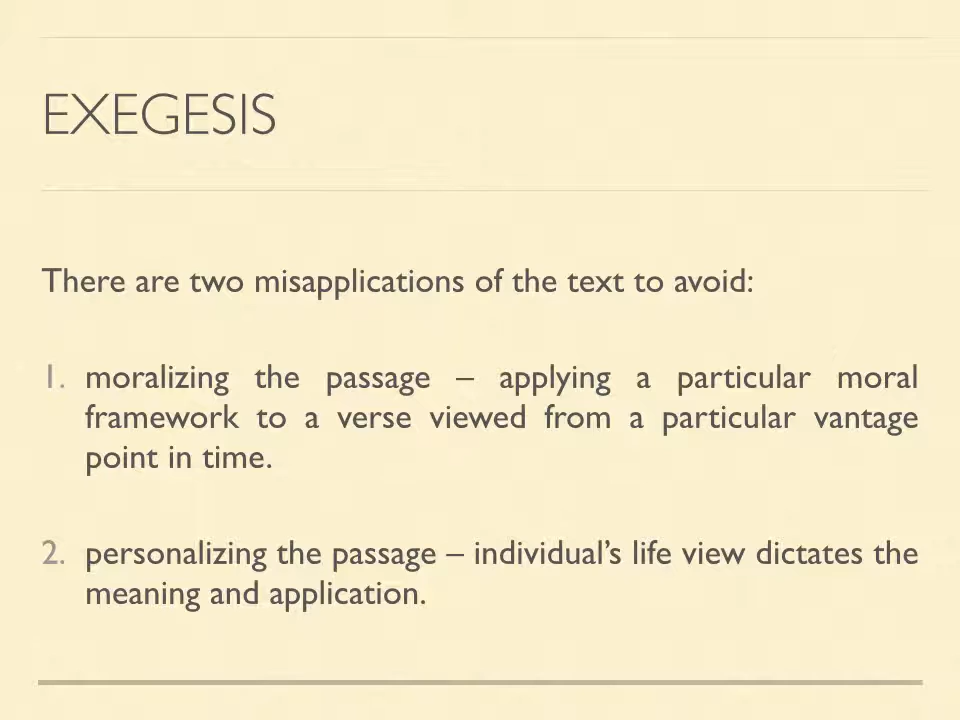 EXEGESIS
There are two misapplications of the text to avoid:
1. moralizing the passage – applying a particular moral
framework to a verse viewed from a particular vantage
point in time.
2. personalizing the passage – individual’s life view dictates the
meaning and application.